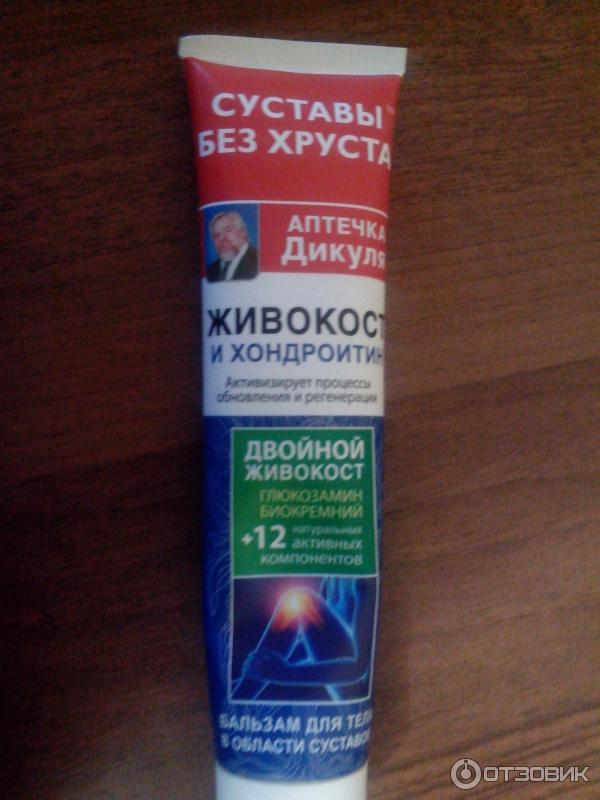 СУСТАВЫ
БЕЗ ХРУСТА
АПТЕЧКА
Дикуля
ЖИВОКОСТ
И ХОНДРОИТИН
Активизирует процессы
обновления и регенерации
ДВОЙНОЙ
ЖИВОКОСТ
ГЛЮКОЗАМИН
БИОКРЕМНИЙ
+12 натуральных
активных
компонентов
БАЛЬЗАМ ДЛЯ ТЕЛА
В ОБЛАСТИ СУСТАВОВ
ОТЗОВИК